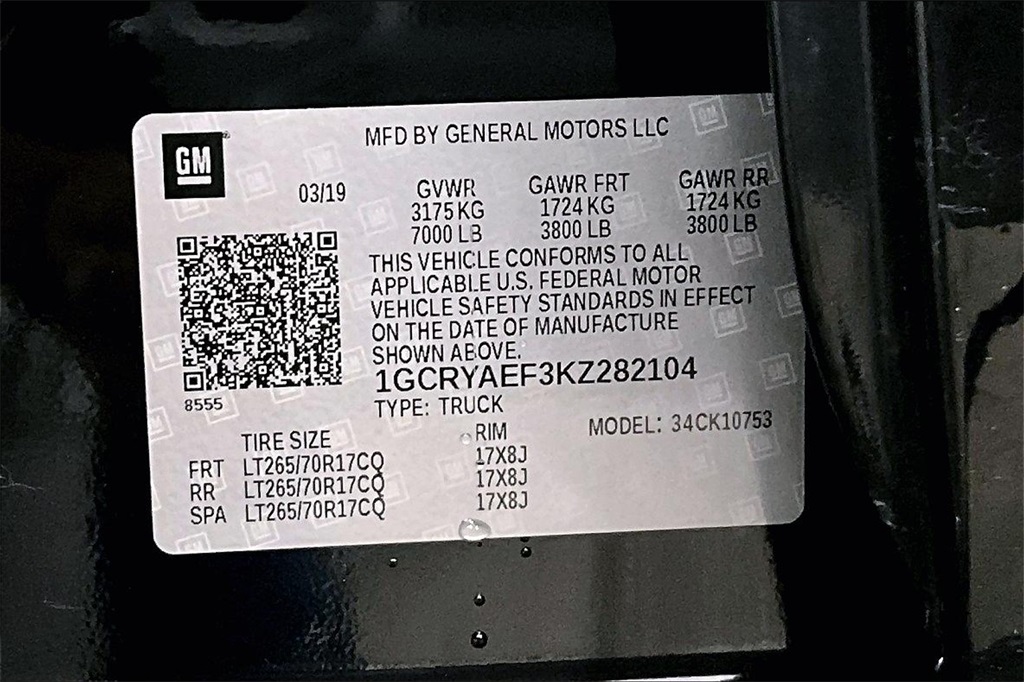 GM
MFD BY GENERAL MOTORS LLC
03/19 GVWR GAWR FRT GAWR RR
3175 KG 1724 KG 1724 KG
7000 LB 3800 LB 3800 LB
THIS VEHICLE CONFORMS TO ALL
APPLICABLE U.S. FEDERAL MOTOR
VEHICLE SAFETY STANDARDS IN EFFECT
ON THE DATE OF MANUFACTURE
SHOWN ABOVE.
1GCRYAEF3KZ282104
8555
TYPE: TRUCK MODEL: 34CK10753
TIRE SIZE RIM
FRT LT265/70R17CQ 17X8J
RR LT265/70R17CQ 17X8J
SPA LT265/70R17CQ 17X8J